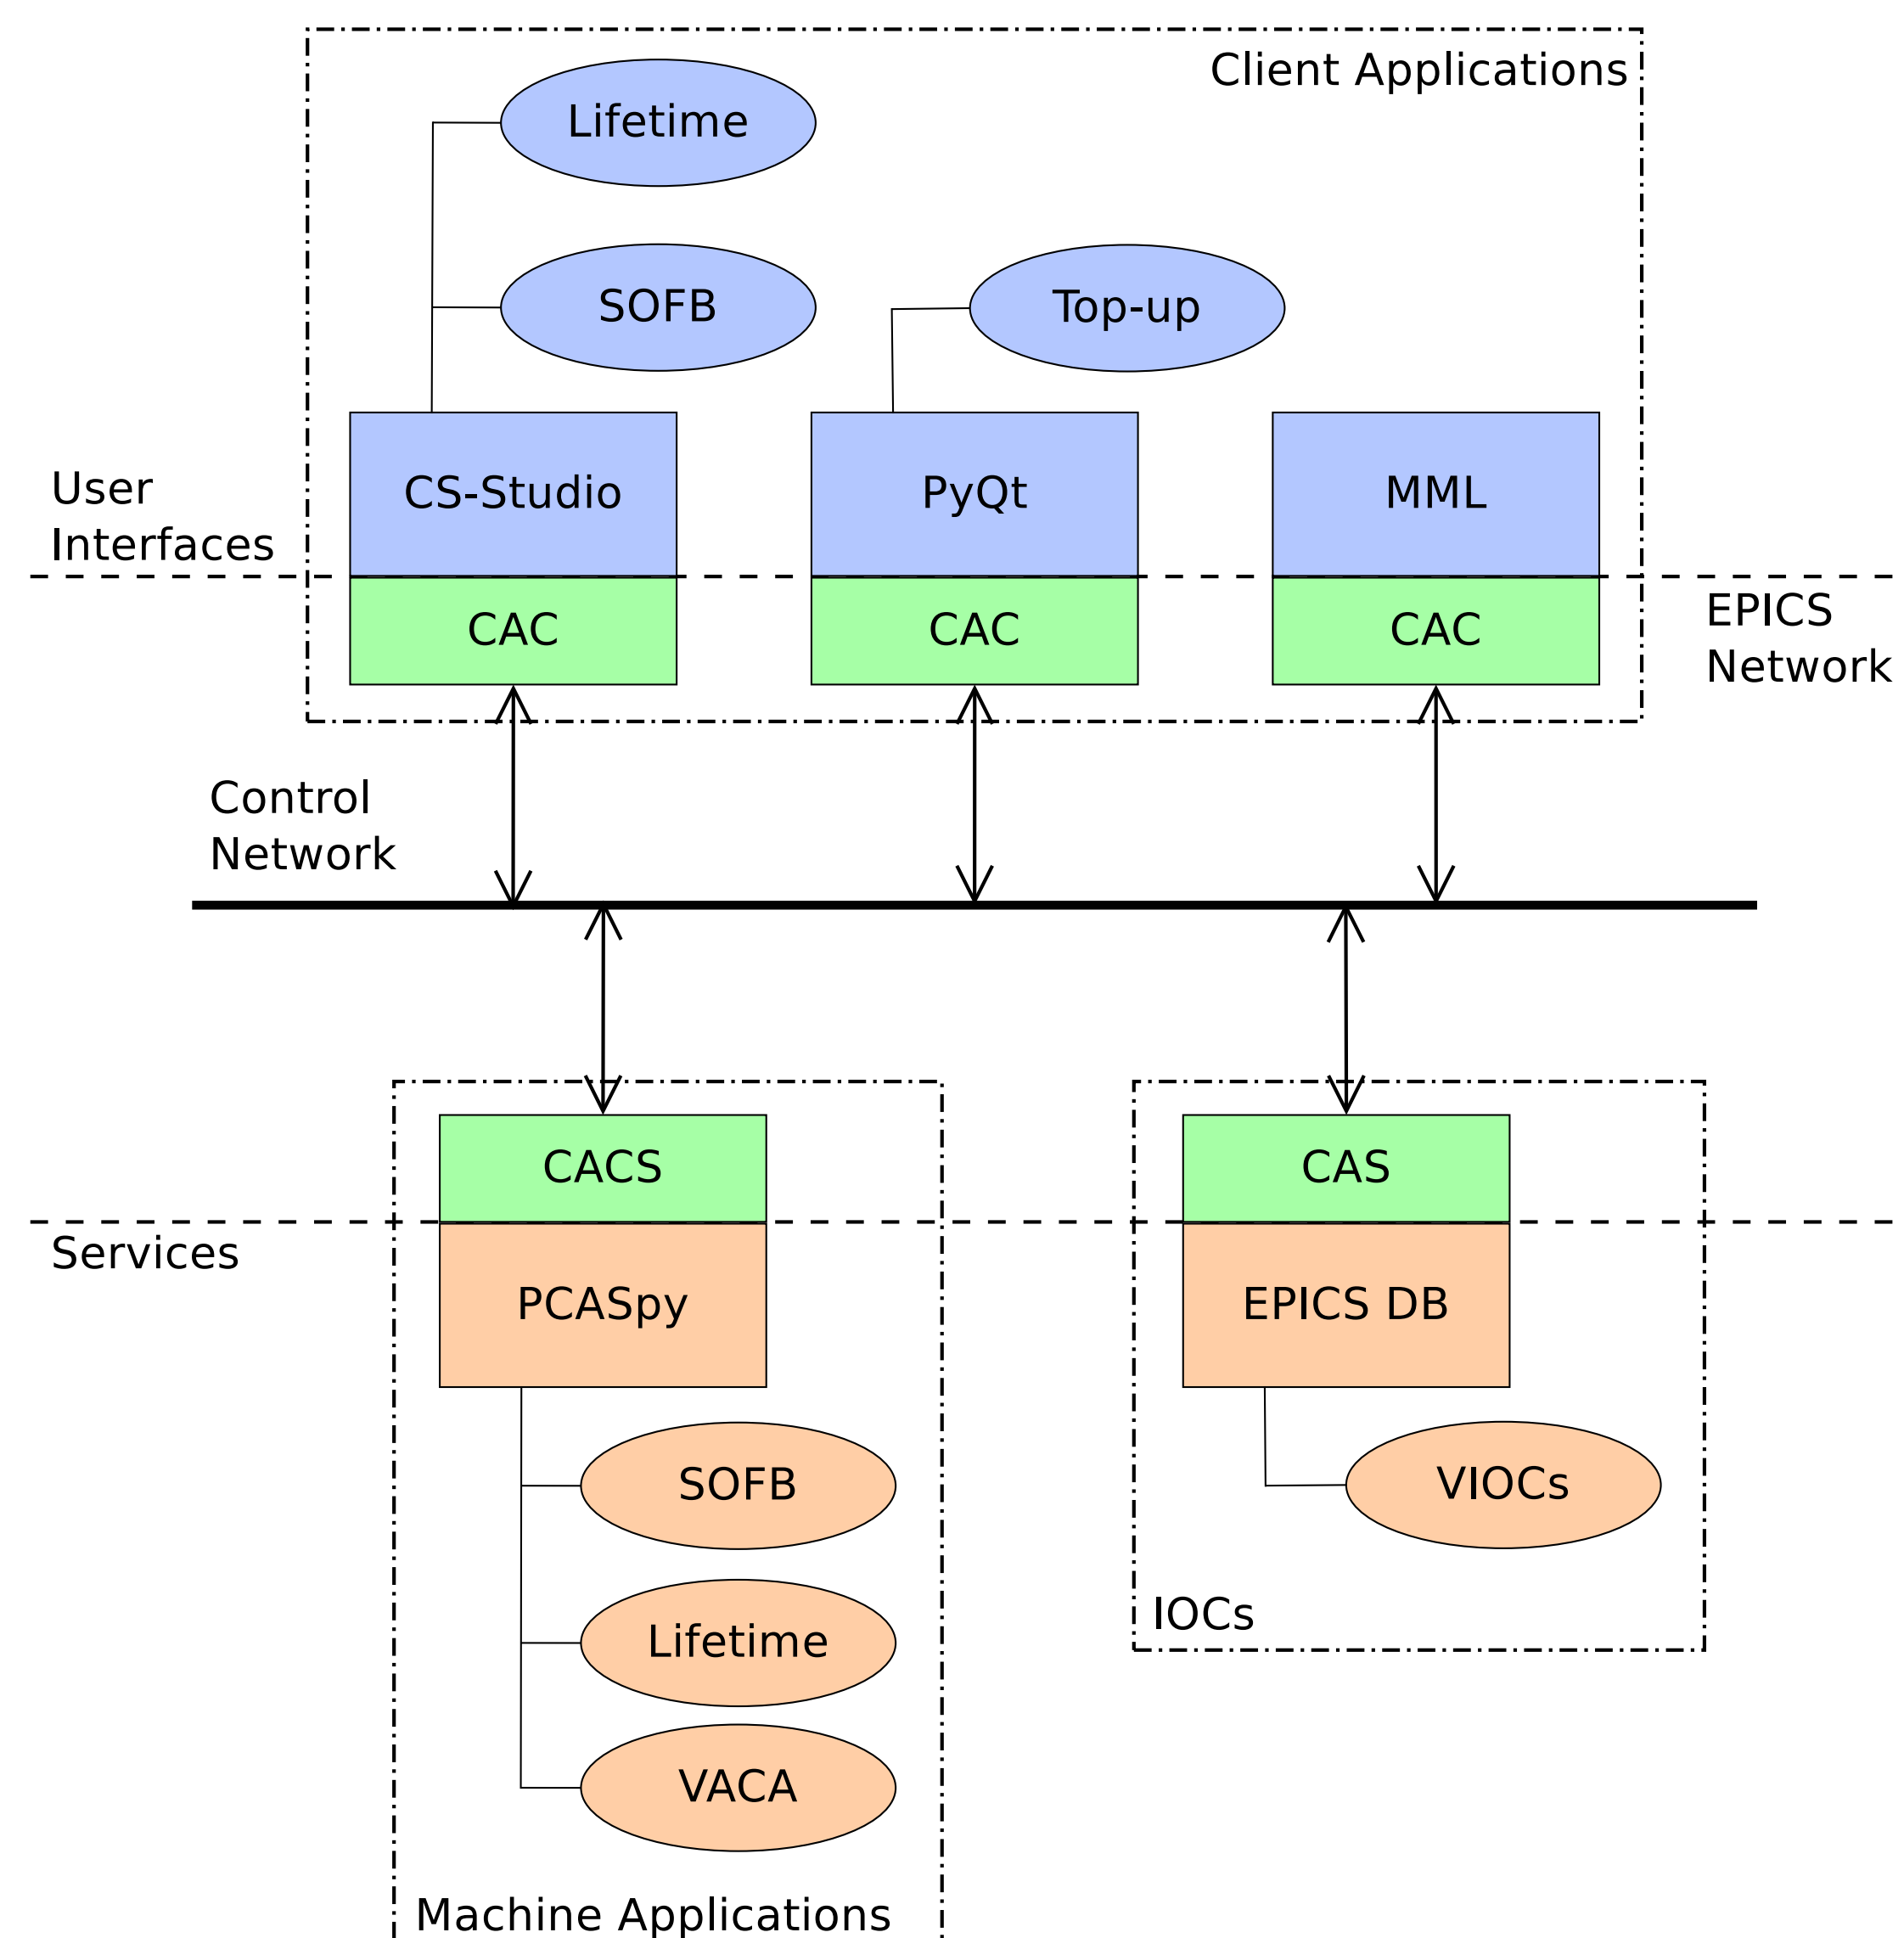 Client Applications
Lifetime
SOFB
Top-up
User
Interfaces
CS-Studio
PyQt
MML
CAC
CAC
CAC
EPICS
Network
Control
Network
CACS
CAS
Services
PCASpy
EPICS DB
SOFB
VIOCs
Lifetime
IOCs
VACA
Machine Applications